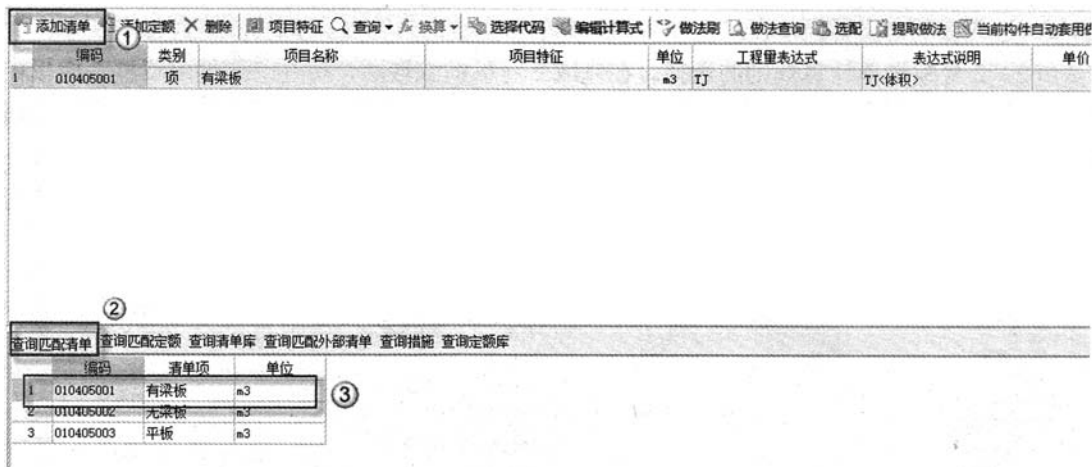 添加清单 添加定额 删除 项目特征 查询 换算 选择代码 编辑计算式 做法刷 做法查询 选配 提取做法 当前构件自动套用
①
编码 类别 项目名称 项目特征 单位 工程量表达式 表达式说明 单价
1 010405001 项 有梁板 m3 TJ TJ<体积>
②
查询匹配清单 查询匹配定额 查询清单库 查询匹配外部清单 查询措施 查询定额库
编码 清单项 单位
1 010405001 有梁板 m3
③
2 010405002 无梁板 m3
3 010405003 平板 m3